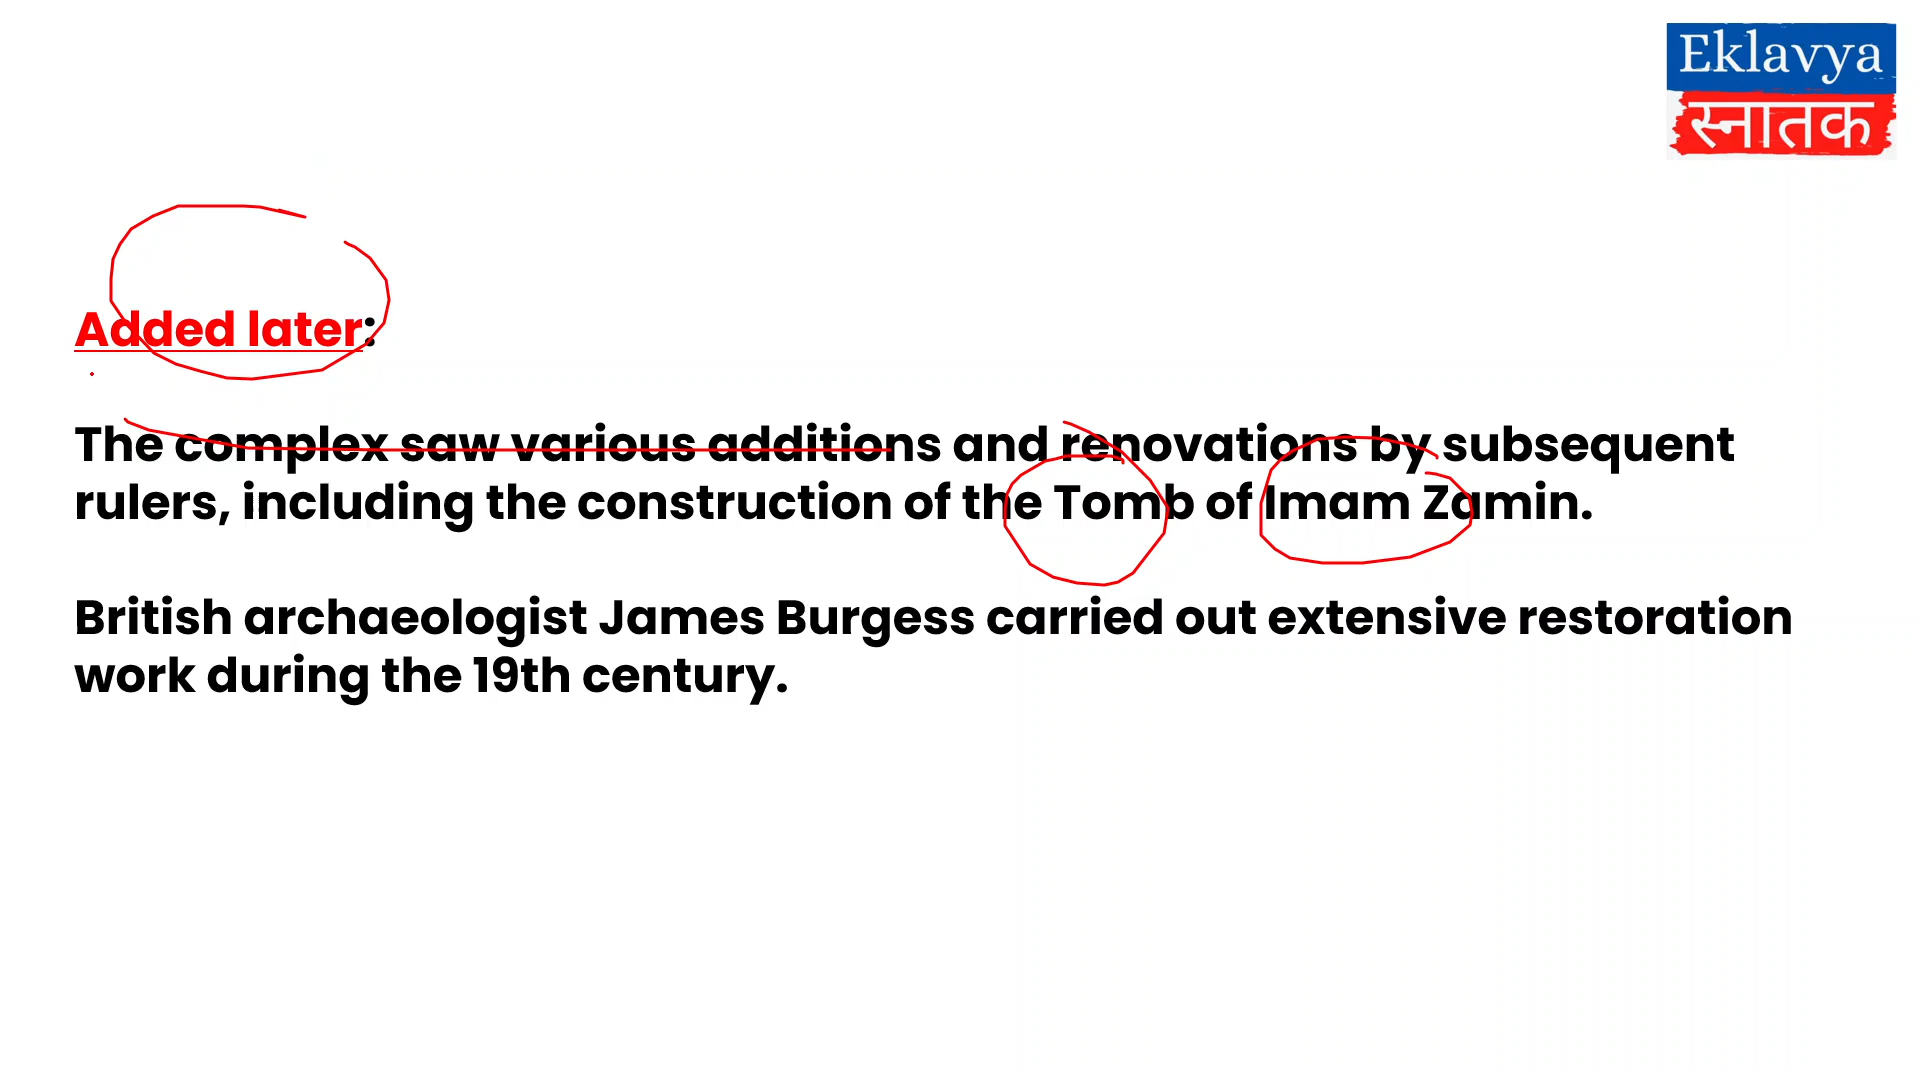 Eklavya
स्नातक
Added later:
The complex saw various additions and renovations by subsequent
rulers, including the construction of the Tomb of Imam Zamin.
British archaeologist James Burgess carried out extensive restoration
work during the 19th century.